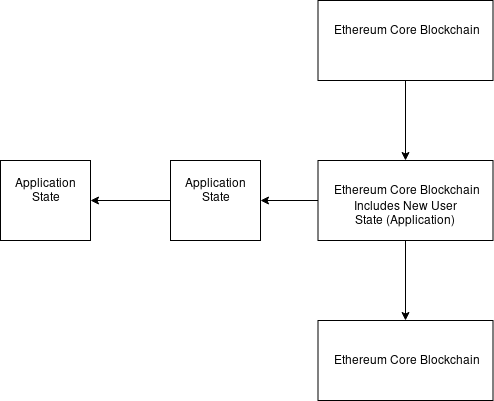 Ethereum Core Blockchain
Application
State
Application
State
Ethereum Core Blockchain
Includes New User
State (Application)
Ethereum Core Blockchain